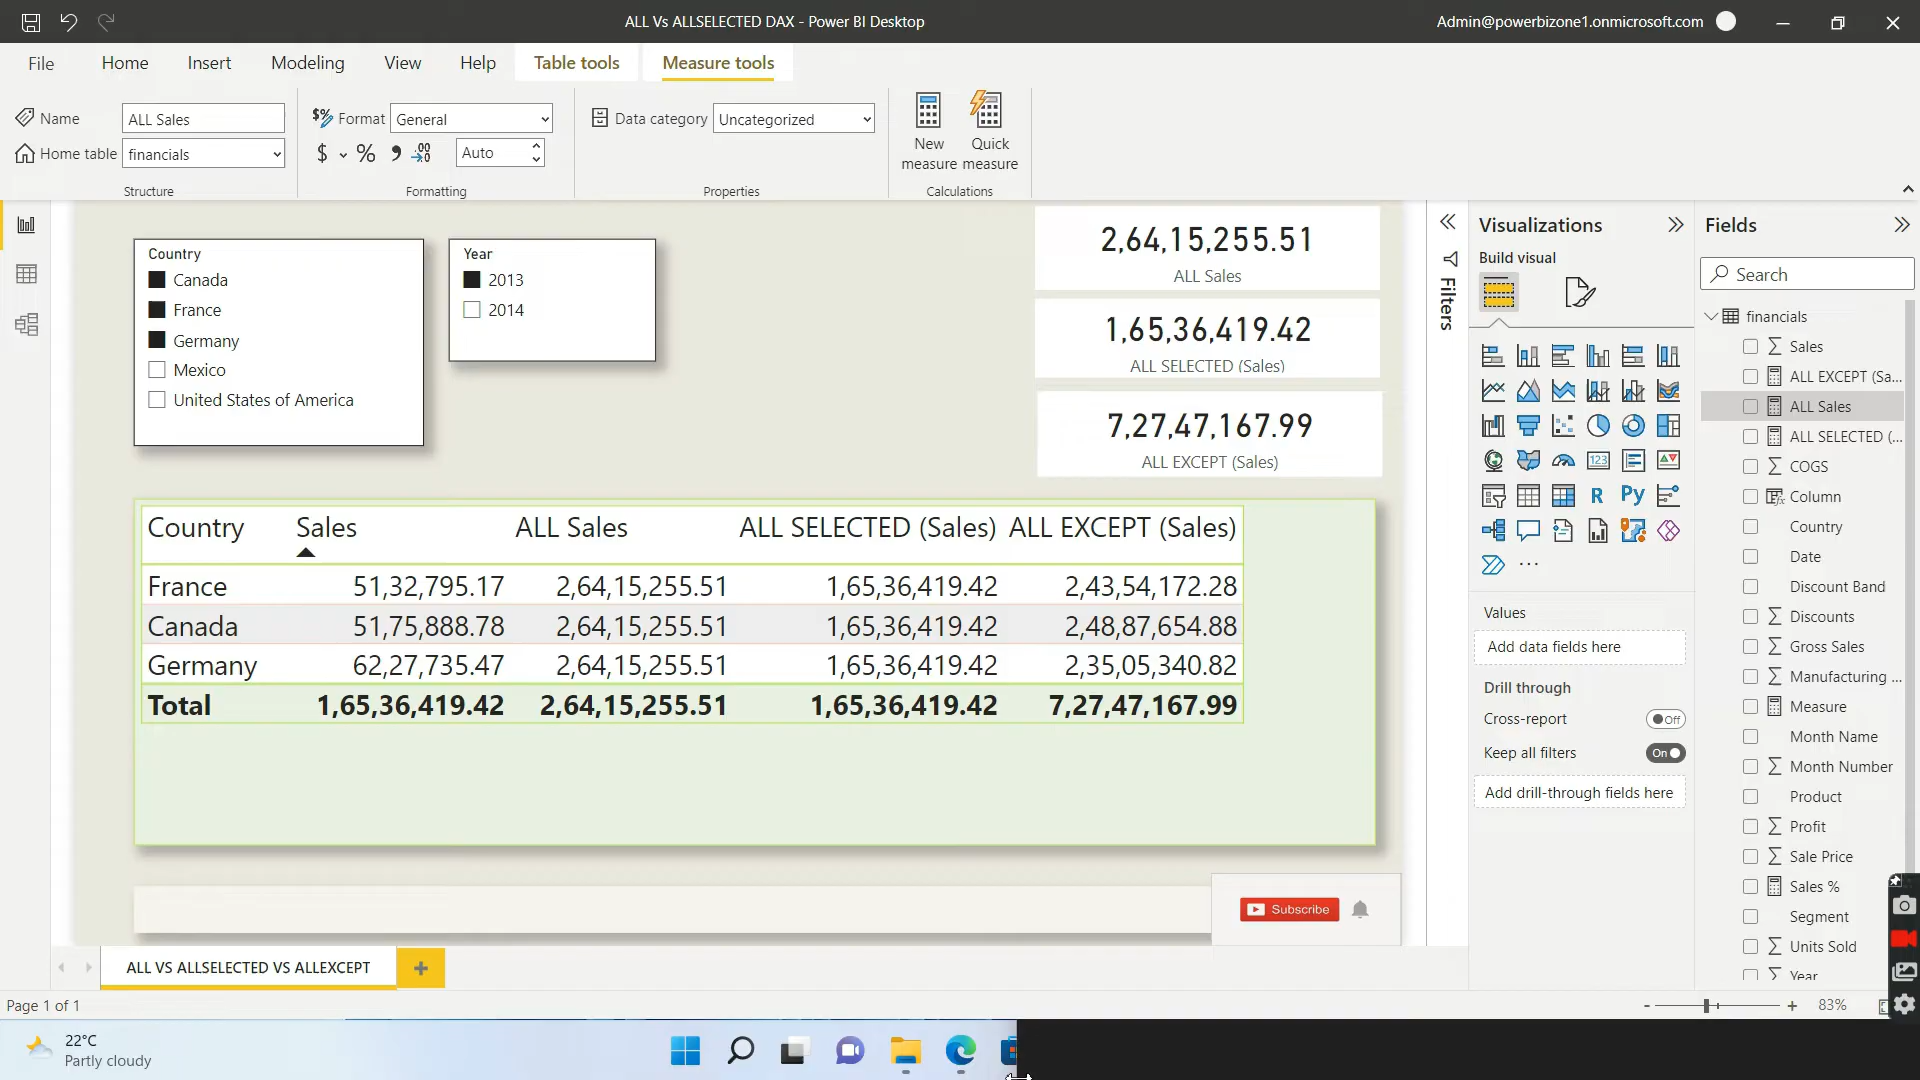 ALL Vs ALLSELECTED DAX - Power BI Desktop
Admin@powerbizone1.onmicrosoft.com
File Home Insert Modeling View Help Table tools Measure tools
Name ALL Sales
Home table financials
Structure
$% Format General
$ % , .00 Auto
Formatting
Data category Uncategorized
Properties
New measure
Quick measure
Calculations
Country
Canada
France
Germany
Mexico
United States of America
Year
2013
2014
2,64,15,255.51
ALL Sales
1,65,36,419.42
ALL SELECTED (Sales)
7,27,47,167.99
ALL EXCEPT (Sales)
Country Sales ALL Sales ALL SELECTED (Sales) ALL EXCEPT (Sales)
France 51,32,795.17 2,64,15,255.51 1,65,36,419.42 2,43,54,172.28
Canada 51,75,888.78 2,64,15,255.51 1,65,36,419.42 2,48,87,654.88
Germany 62,27,735.47 2,64,15,255.51 1,65,36,419.42 2,35,05,340.82
Total 1,65,36,419.42 2,64,15,255.51 1,65,36,419.42 7,27,47,167.99
Subscribe
Filters
Visualizations
Build visual
123
R Py
...
Values
Add data fields here
Drill through
Cross-report Off
Keep all filters On
Add drill-through fields here
Fields
Search
financials
Sales
ALL EXCEPT (Sa...
ALL Sales
ALL SELECTED (...
COGS
Column
Country
Date
Discount Band
Discounts
Gross Sales
Manufacturing ...
Measure
Month Name
Month Number
Product
Profit
Sale Price
Sales %
Segment
Units Sold
Year
ALL VS ALLSELECTED VS ALLEXCEPT
+
Page 1 of 1
- + 83%
22°C
Partly cloudy